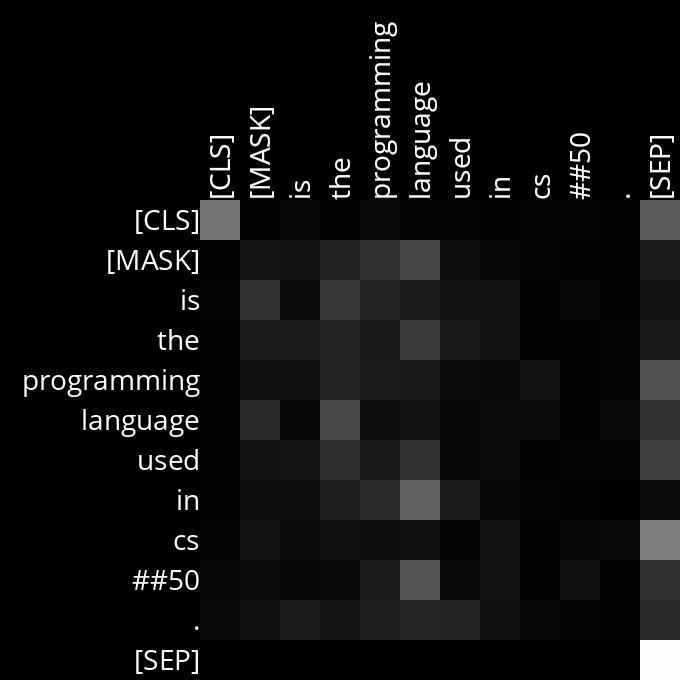 [CLS]
[MASK]
is
the
programming
language
used
in
cs
##50
.
[SEP]
[CLS]
[MASK]
is
the
programming
language
used
in
cs
##50
.
[SEP]